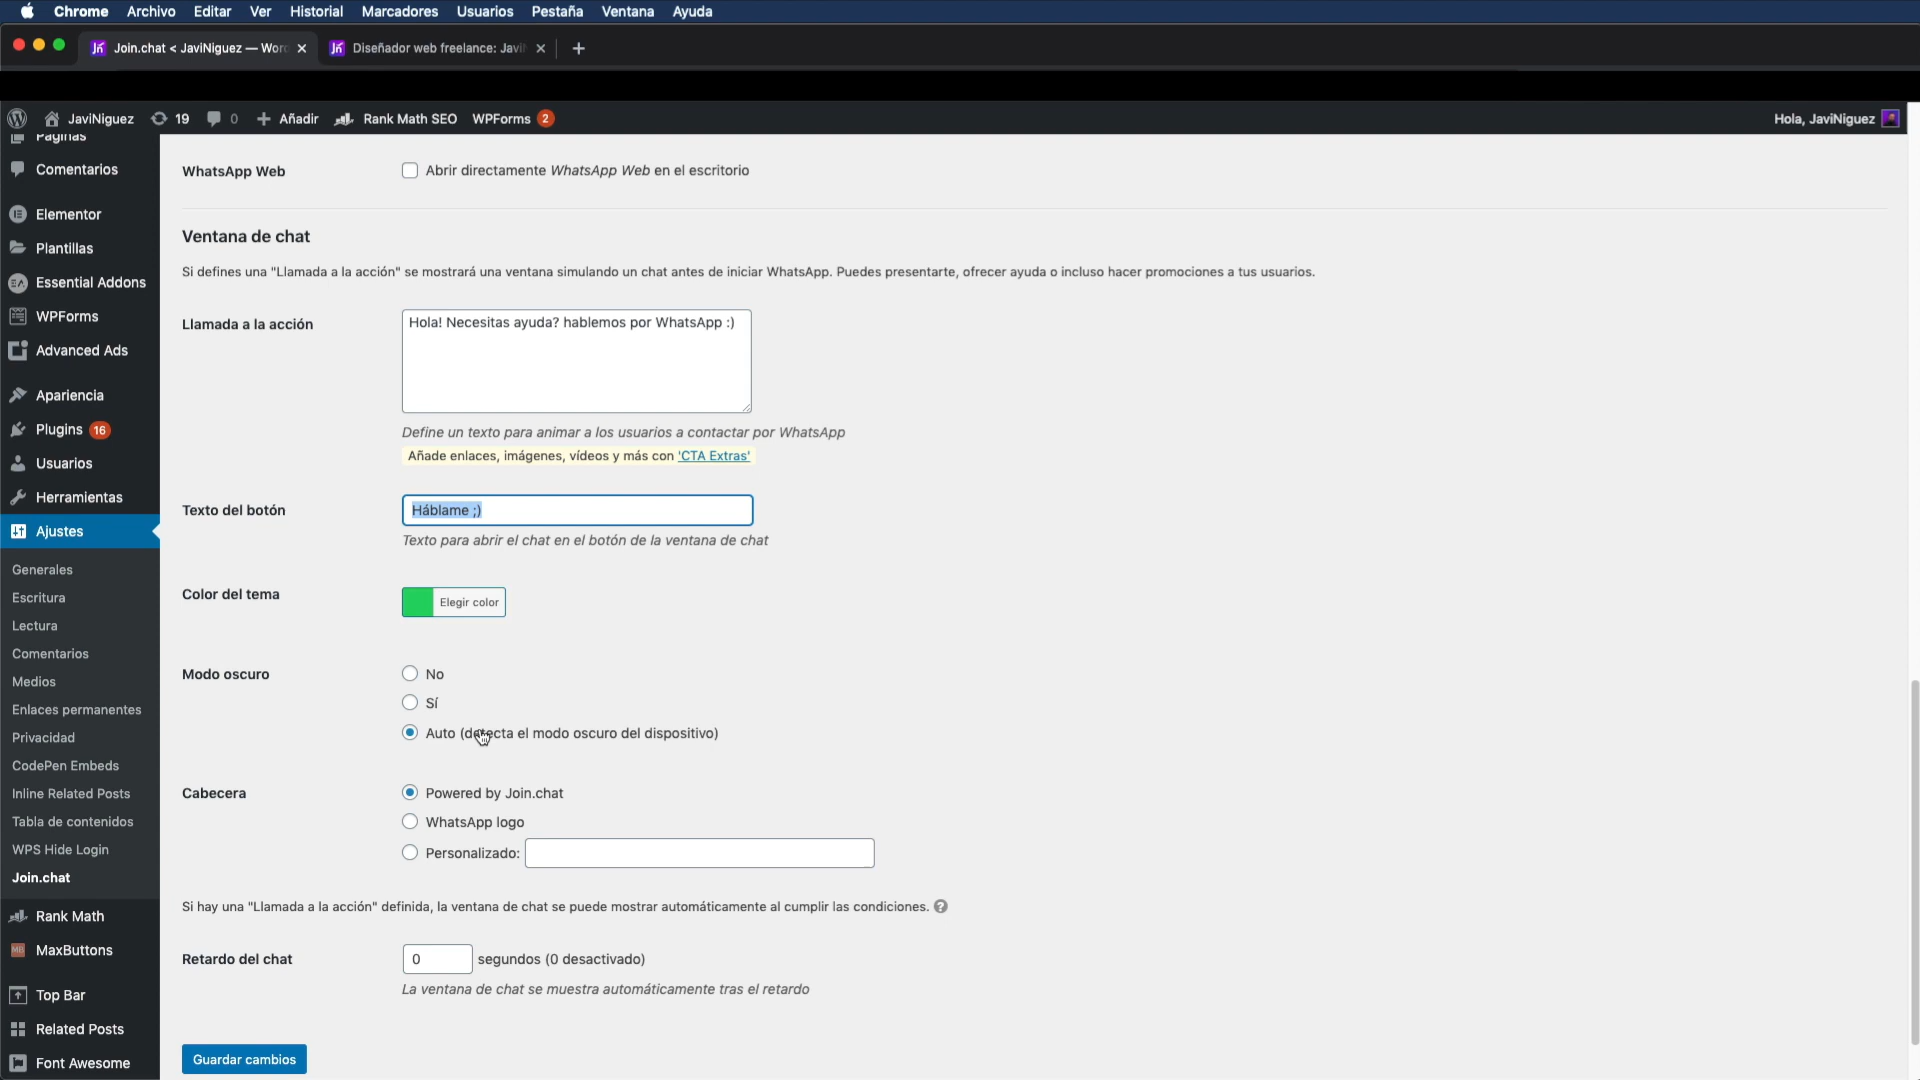 Chrome Archivo Editar Ver Historial Marcadores Usuarios Pestaña Ventana Ayuda
Join.chat < JaviNiguez — Wor
Diseñador web freelance: Javi
JaviNiguez 19 0 Añadir Rank Math SEO WPForms 2 Hola, JaviNiguez
Páginas
Comentarios
Elementor
Plantillas
Essential Addons
WPForms
Advanced Ads
Apariencia
Plugins 16
Usuarios
Herramientas
Ajustes
Generales
Escritura
Lectura
Comentarios
Medios
Enlaces permanentes
Privacidad
CodePen Embeds
Inline Related Posts
Tabla de contenidos
WPS Hide Login
Join.chat
Rank Math
MaxButtons
Top Bar
Related Posts
Font Awesome
WhatsApp Web Abrir directamente WhatsApp Web en el escritorio
Ventana de chat
Si defines una "Llamada a la acción" se mostrará una ventana simulando un chat antes de iniciar WhatsApp. Puedes presentarte, ofrecer ayuda o incluso hacer promociones a tus usuarios.
Llamada a la acción Hola! Necesitas ayuda? hablemos por WhatsApp :)
Define un texto para animar a los usuarios a contactar por WhatsApp
Añade enlaces, imágenes, vídeos y más con 'CTA Extras'
Texto del botón Háblame ;)
Texto para abrir el chat en el botón de la ventana de chat
Color del tema Elegir color
Modo oscuro No
Sí
Auto (detecta el modo oscuro del dispositivo)
Cabecera Powered by Join.chat
WhatsApp logo
Personalizado:
Si hay una "Llamada a la acción" definida, la ventana de chat se puede mostrar automáticamente al cumplir las condiciones. ?
Retardo del chat 0 segundos (0 desactivado)
La ventana de chat se muestra automáticamente tras el retardo
Guardar cambios